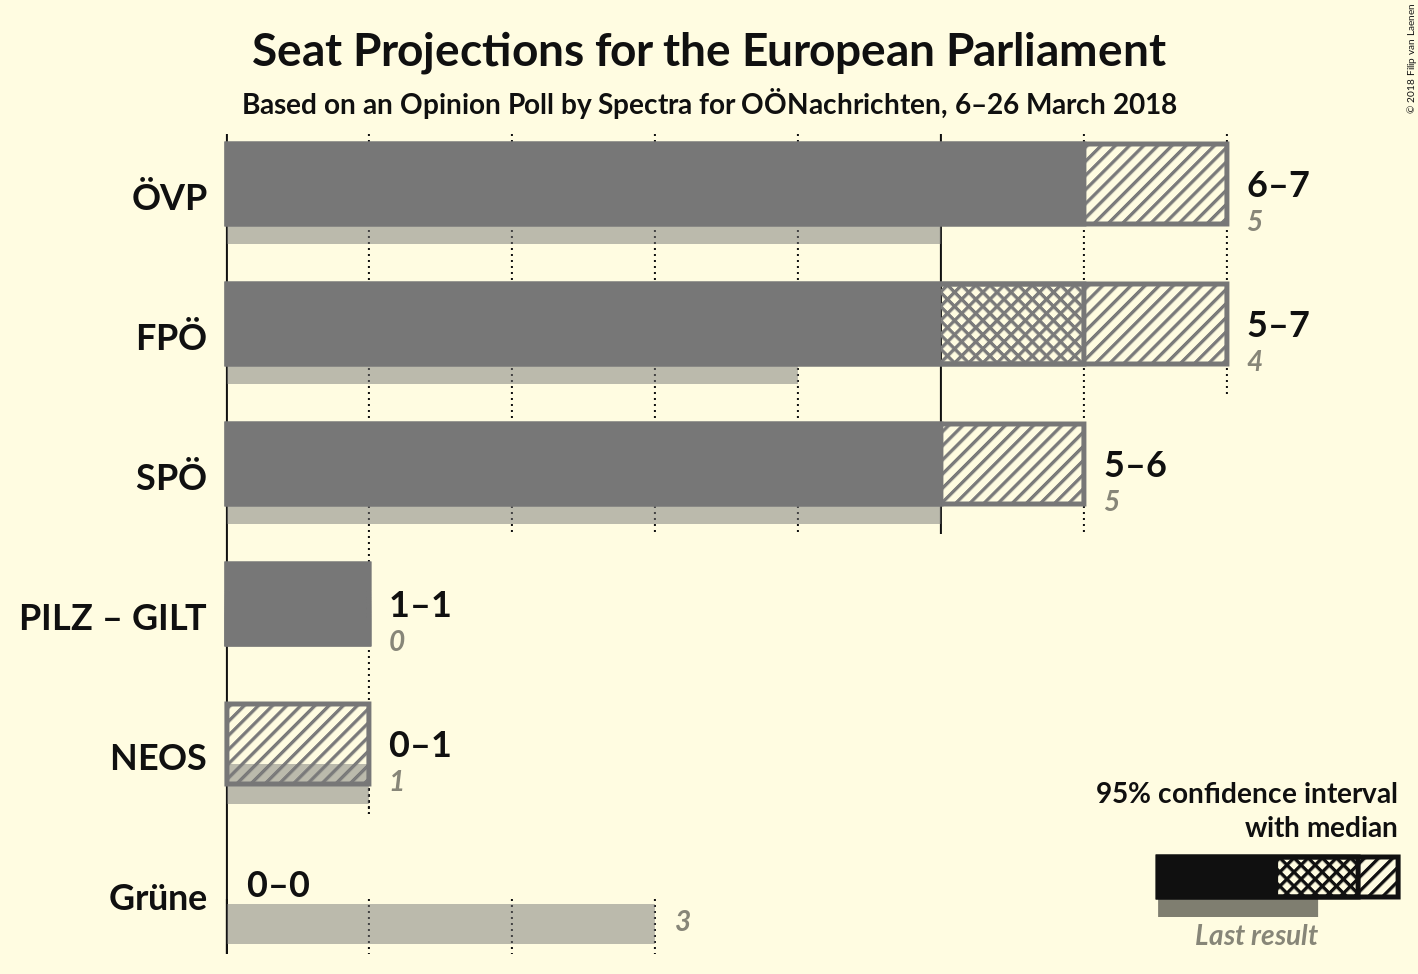 Seat Projections for the European Parliament
Based on an Opinion Poll by Spectra for OÖNachrichten, 6–26 March 2018
© 2018 Filip van Laenen
ÖVP
6–7
5
FPÖ
5–7
4
SPÖ
5–6
5
PILZ – GILT
1–1
0
NEOS
0–1
1
Grüne
0–0
3
95% confidence interval
with median
Last result